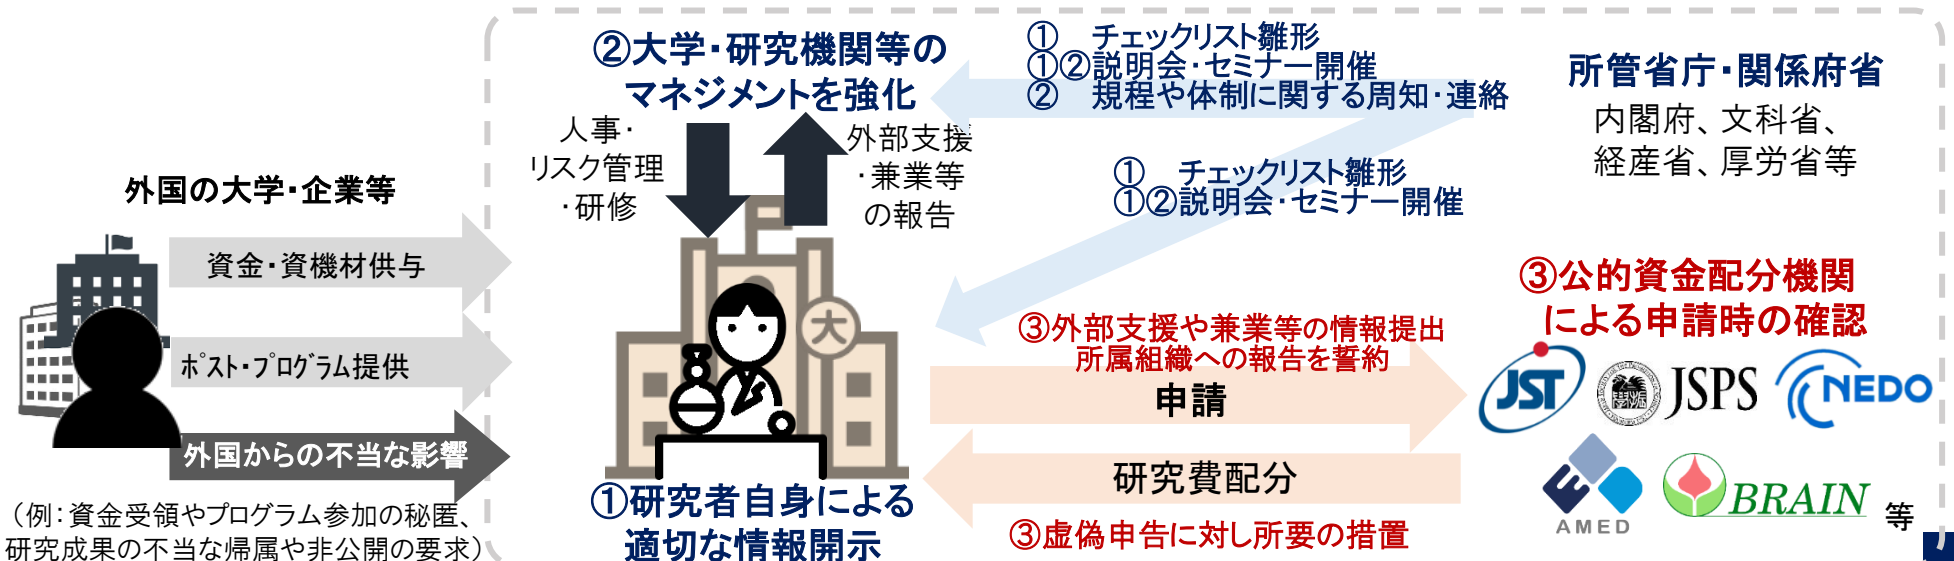 外国の大学・企業等
資金・資機材供与
ポスト・プログラム提供
外国からの不当な影響
（例：資金受領やプログラム参加の秘匿、
研究成果の不当な帰属や非公開の要求）
②大学・研究機関等の
マネジメントを強化
人事・
リスク管理
・研修
外部支援
・兼業等
の報告
大
①研究者自身による
適切な情報開示
① チェックリスト雛形
①②説明会・セミナー開催
② 規程や体制に関する周知・連絡
① チェックリスト雛形
①②説明会・セミナー開催
③外部支援や兼業等の情報提出
所属組織への報告を誓約
申請
研究費配分
③虚偽申告に対し所要の措置
所管省庁・関係府省
内閣府、文科省、
経産省、厚労省等
③公的資金配分機関
による申請時の確認
JST
JSPS
NEDO
AMED
BRAIN
等